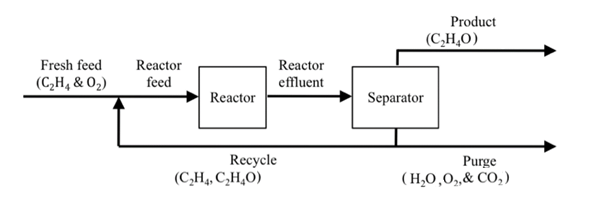 Product
(C₂H₄O)
Fresh feed
(C₂H₄ & O₂)
Reactor
feed
Reactor
effluent
Reactor
Separator
Recycle
(C₂H₄, C₂H₄O)
Purge
(H₂O ,O₂,& CO₂)